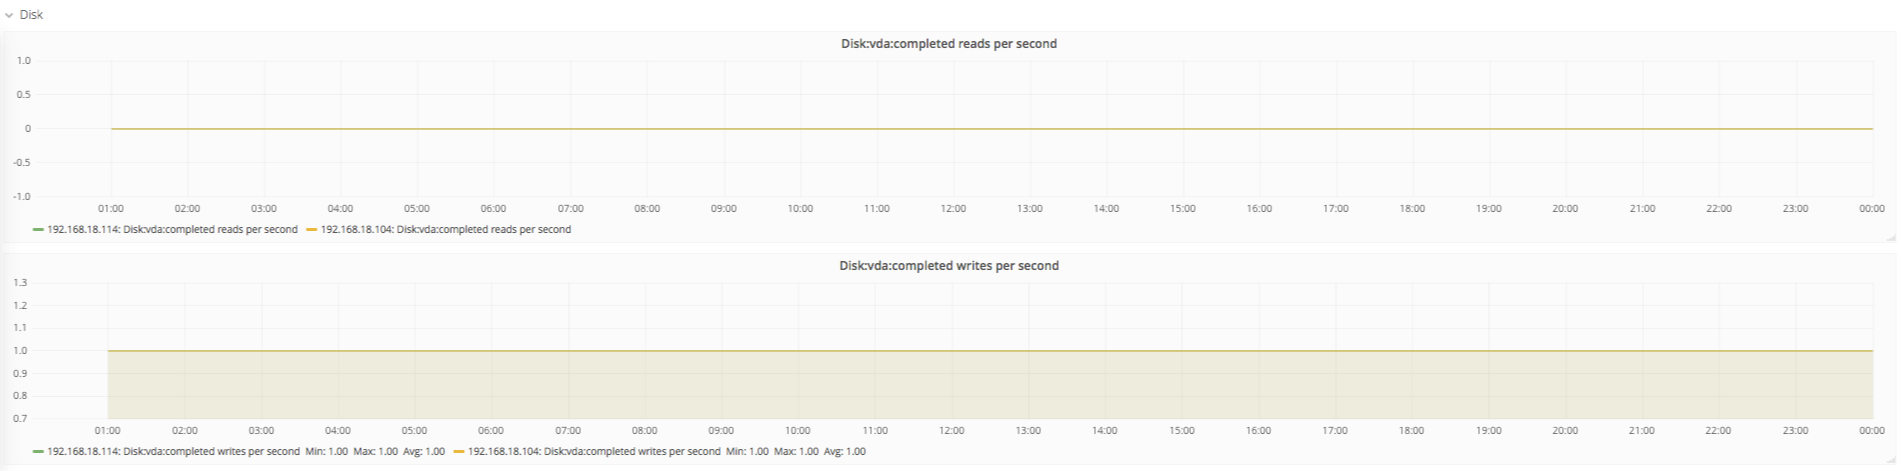 Disk
Disk:vda:completed reads per second
1.0
0.5
0
-0.5
-1.0
01:00 02:00 03:00 04:00 05:00 06:00 07:00 08:00 09:00 10:00 11:00 12:00 13:00 14:00 15:00 16:00 17:00 18:00 19:00 20:00 21:00 22:00 23:00 00:00
192.168.18.114: Disk:vda:completed reads per second 192.168.18.104: Disk:vda:completed reads per second
Disk:vda:completed writes per second
1.3
1.2
1.1
1.0
0.9
0.8
0.7
01:00 02:00 03:00 04:00 05:00 06:00 07:00 08:00 09:00 10:00 11:00 12:00 13:00 14:00 15:00 16:00 17:00 18:00 19:00 20:00 21:00 22:00 23:00 00:00
192.168.18.114: Disk:vda:completed writes per second Min: 1.00 Max: 1.00 Avg: 1.00 192.168.18.104: Disk:vda:completed writes per second Min: 1.00 Max: 1.00 Avg: 1.00